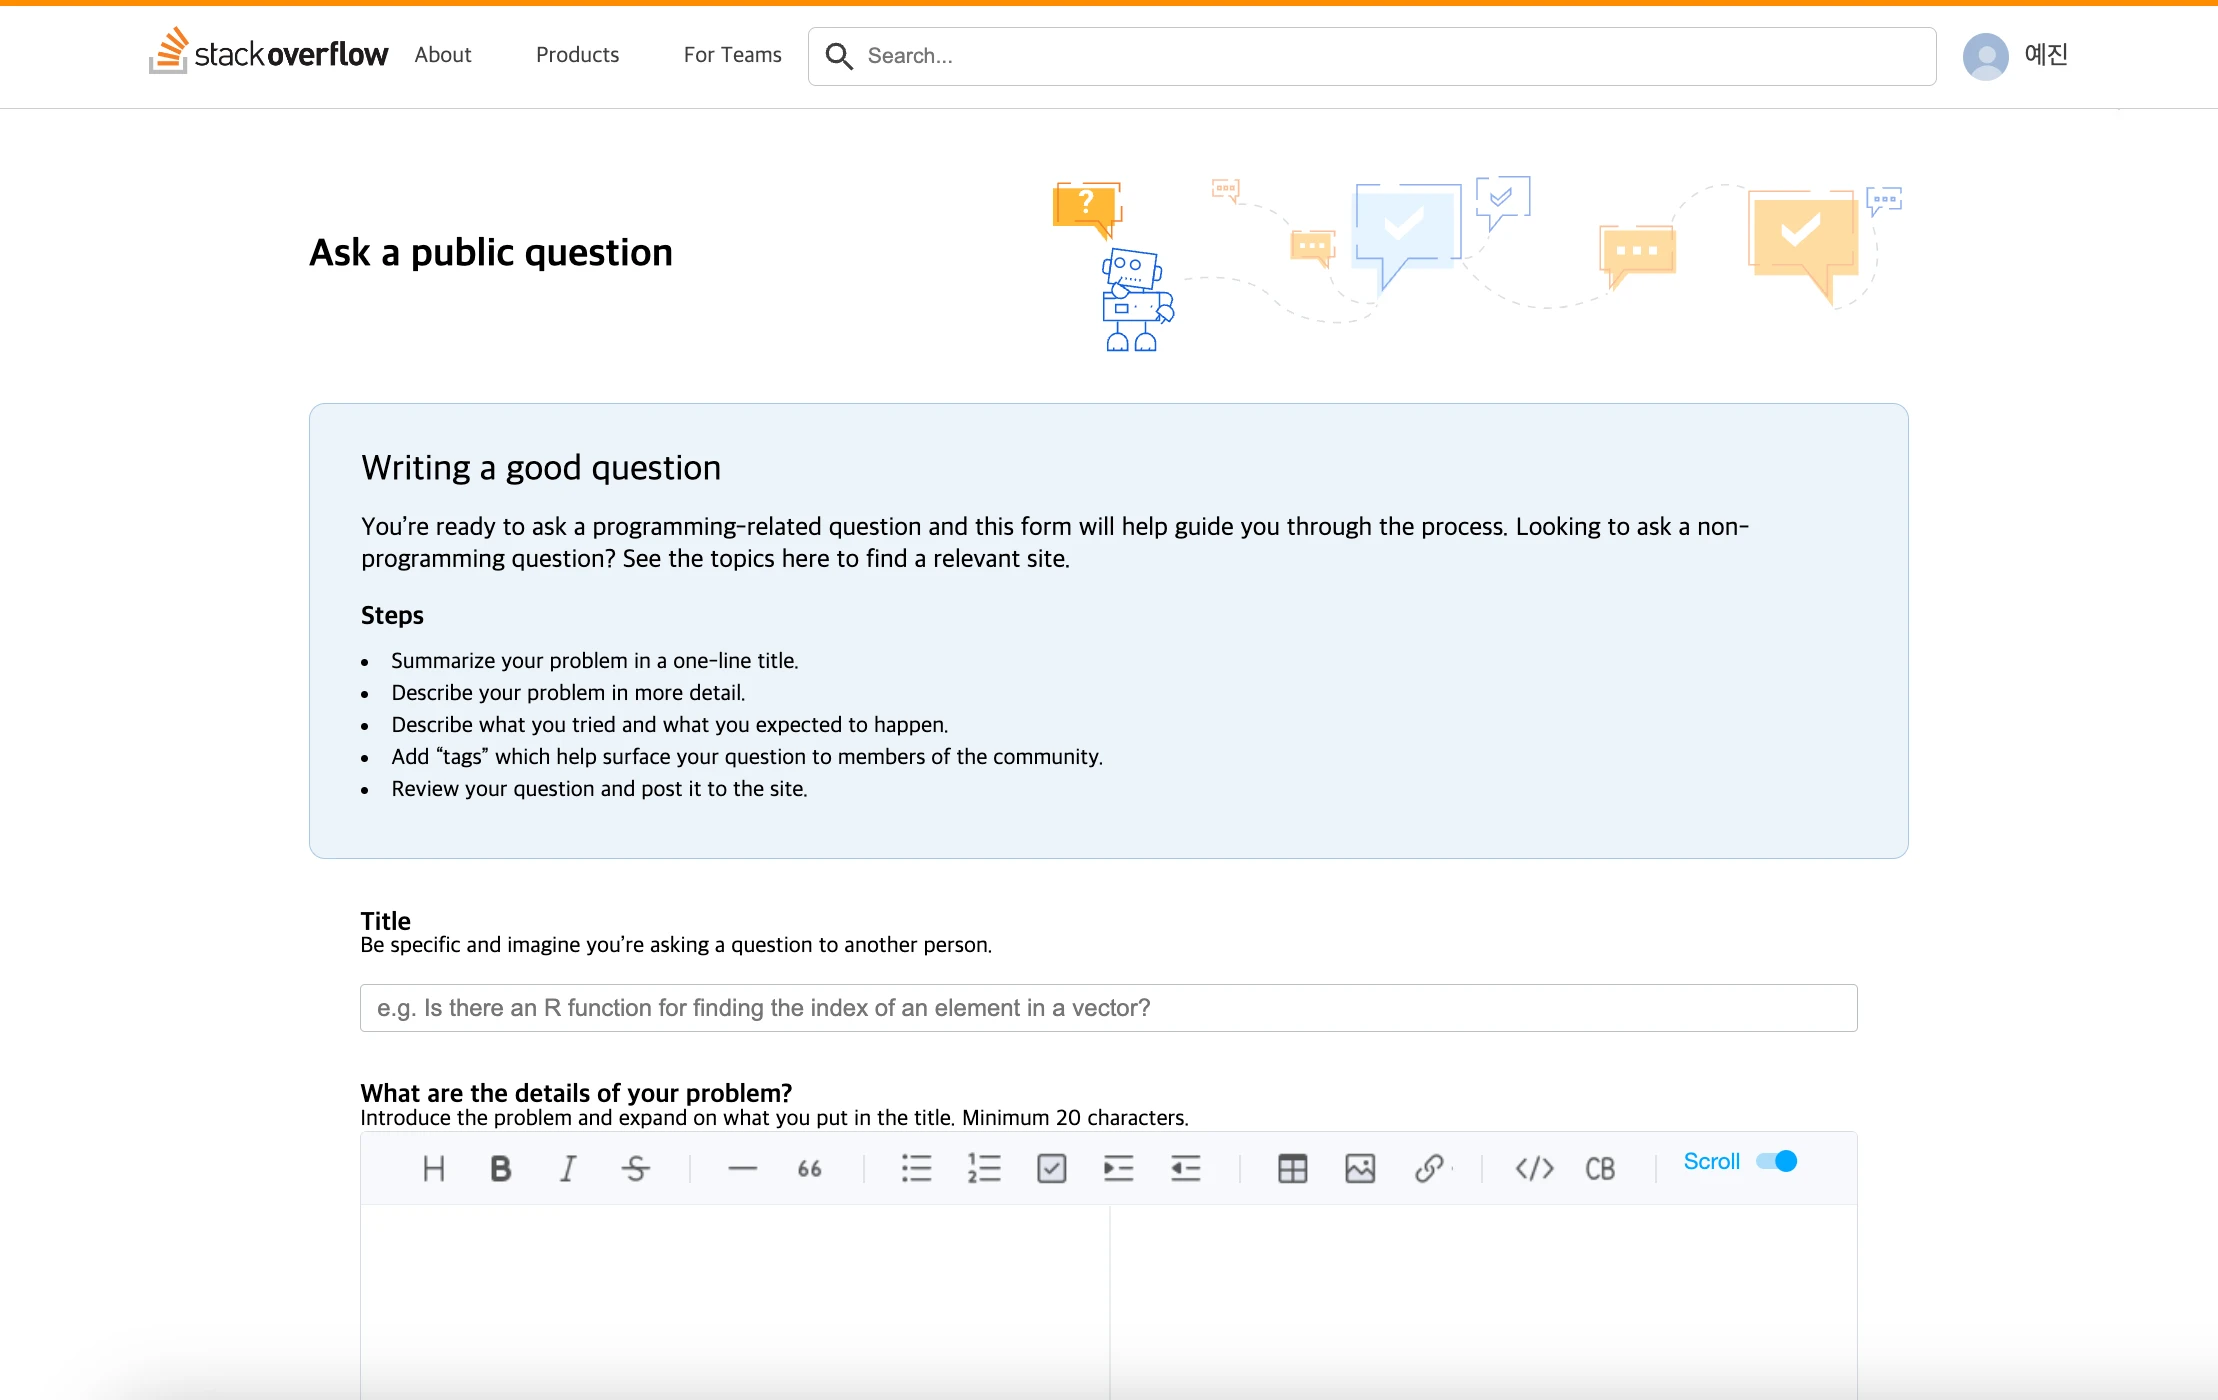 stackoverflow About Products For Teams Search... 예진
?
Ask a public question
Writing a good question
You’re ready to ask a programming-related question and this form will help guide you through the process. Looking to ask a non-
programming question? See the topics here to find a relevant site.
Steps
• Summarize your problem in a one-line title.
• Describe your problem in more detail.
• Describe what you tried and what you expected to happen.
• Add “tags” which help surface your question to members of the community.
• Review your question and post it to the site.
Title
Be specific and imagine you’re asking a question to another person.
e.g. Is there an R function for finding the index of an element in a vector?
What are the details of your problem?
Introduce the problem and expand on what you put in the title. Minimum 20 characters.
H B I S 66 </> CB Scroll